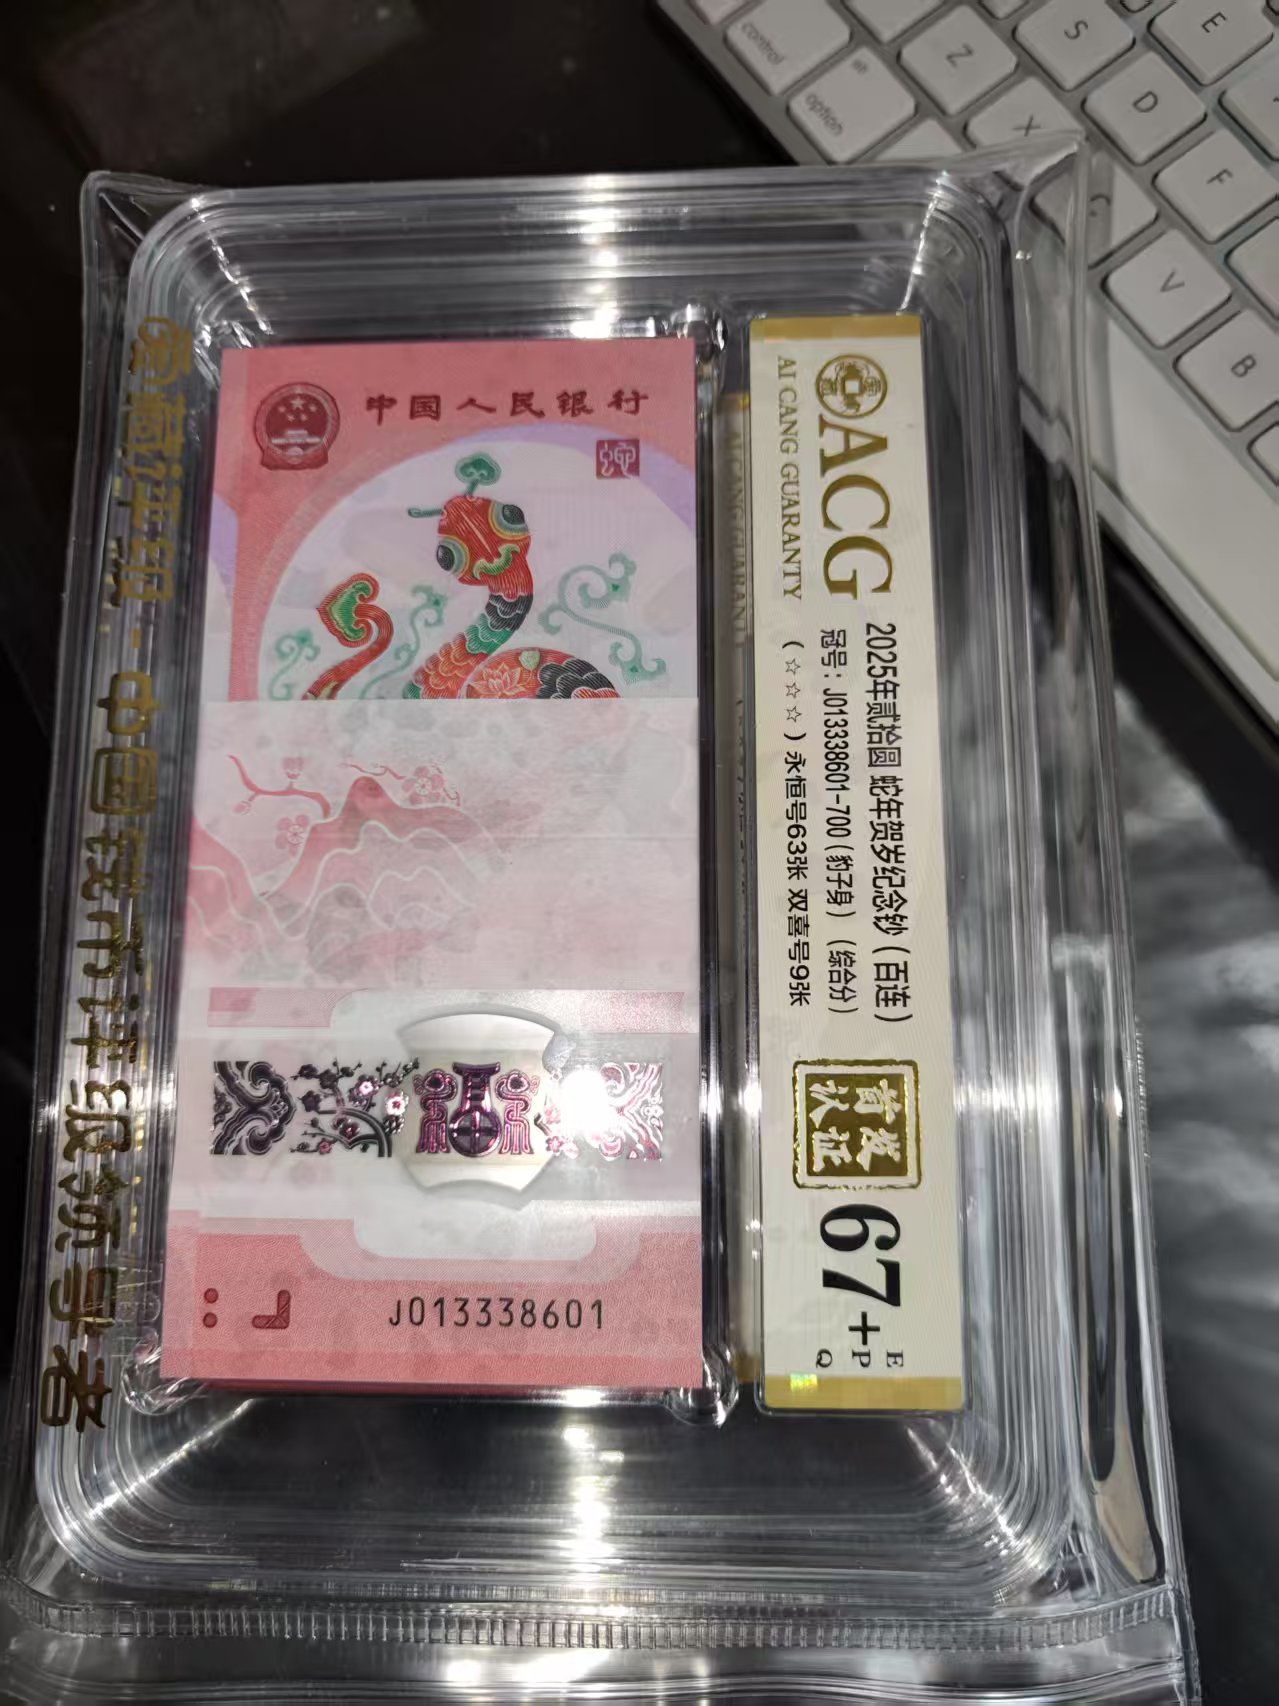 爱藏评级 - 中国钱币评级领导者
中国人民银行
J013338601
ACG
AI CANG GUARANTY
2025年贰拾圆 蛇年贺岁纪念钞（百连）
冠号：J013338601-700（豹子身）（综合分）
（☆☆☆）永恒号63张 双喜号9张
首发
认证
67+
E
P
Q
control
option
Z
S
E
X
D
C
F
V
B